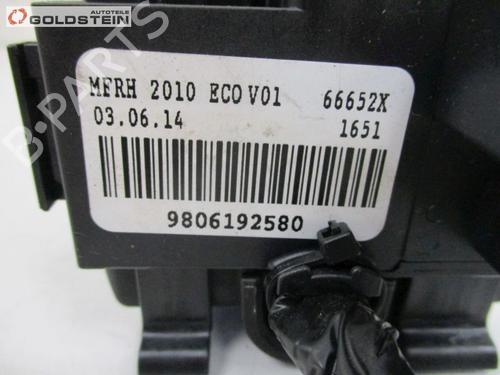 Autoteile
GOLDSTEIN
B-PARTS
MFRH 2010 ECO V01 66652X
03.06.14 1651
9806192580